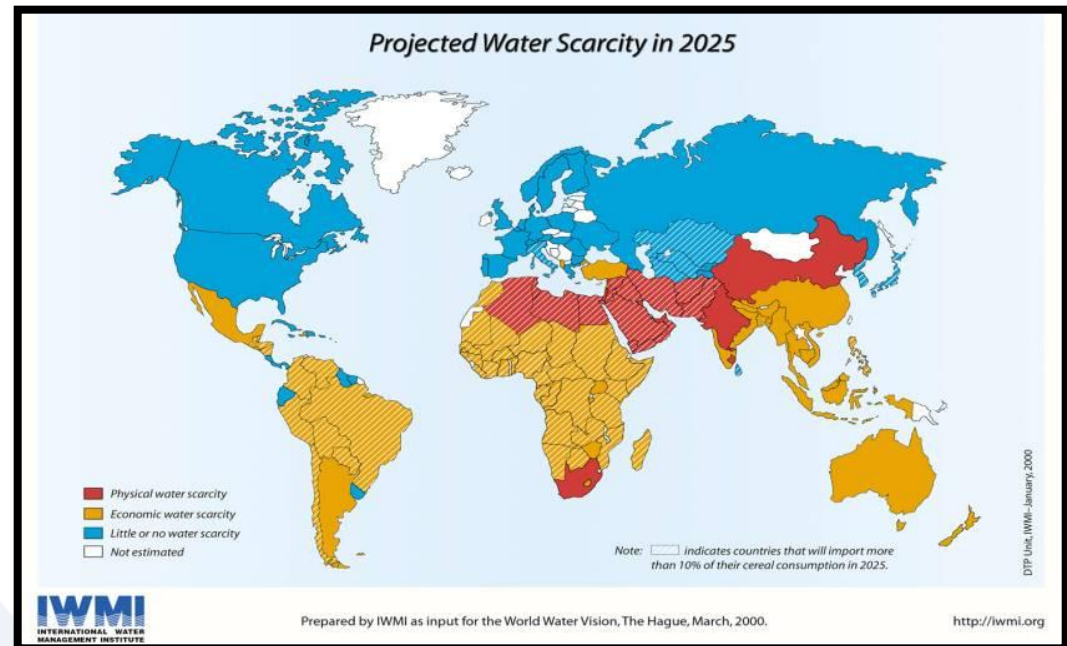 Projected Water Scarcity in 2025
Physical water scarcity
Economic water scarcity
Little or no water scarcity
Not estimated
Note: indicates countries that will import more
than 10% of their cereal consumption in 2025.
DTP Unit, IWMI–January, 2000
IWMI
INTERNATIONAL WATER
MANAGEMENT INSTITUTE
Prepared by IWMI as input for the World Water Vision, The Hague, March, 2000.
http://iwmi.org